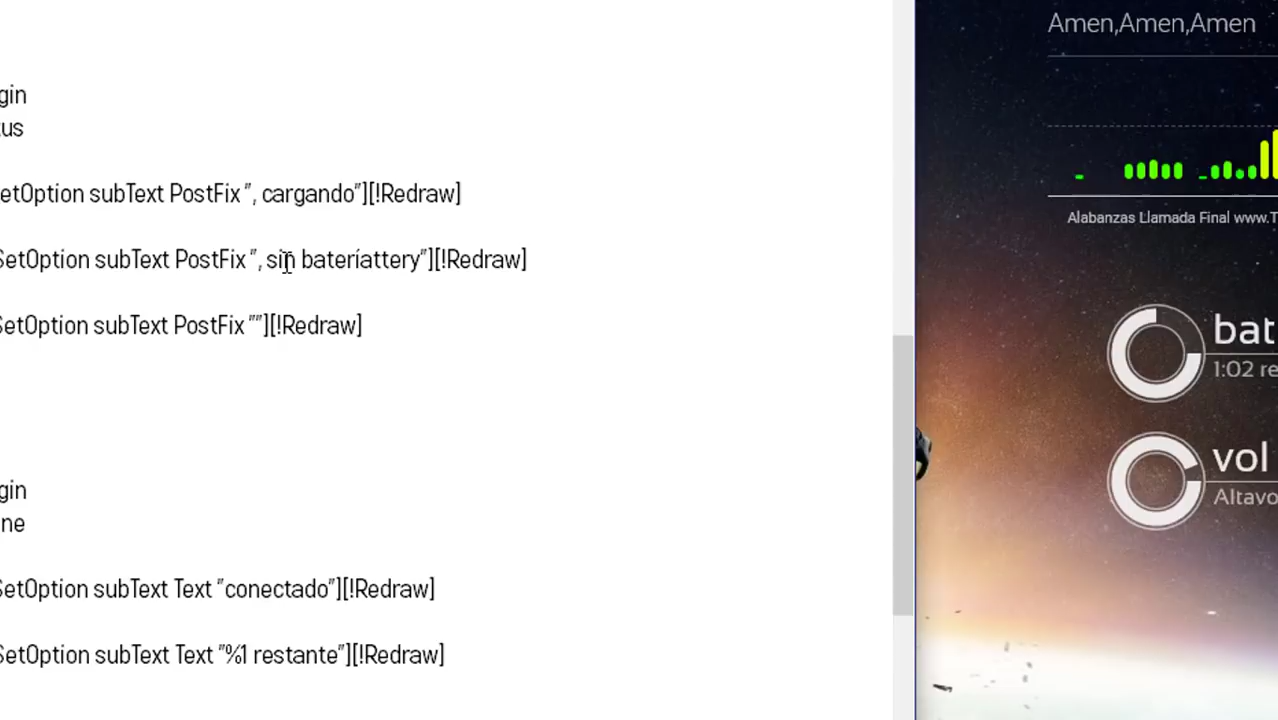 gin
tus
etOption subText PostFix ", cargando"][!Redraw]
SetOption subText PostFix ", sin bateríattery"][!Redraw]
SetOption subText PostFix ""][!Redraw]
gin
ne
SetOption subText Text "conectado"][!Redraw]
SetOption subText Text "%1 restante"][!Redraw]
Amen,Amen,Amen
Alabanzas Llamada Final www.T
bat
1:02 re
vol
Altavo